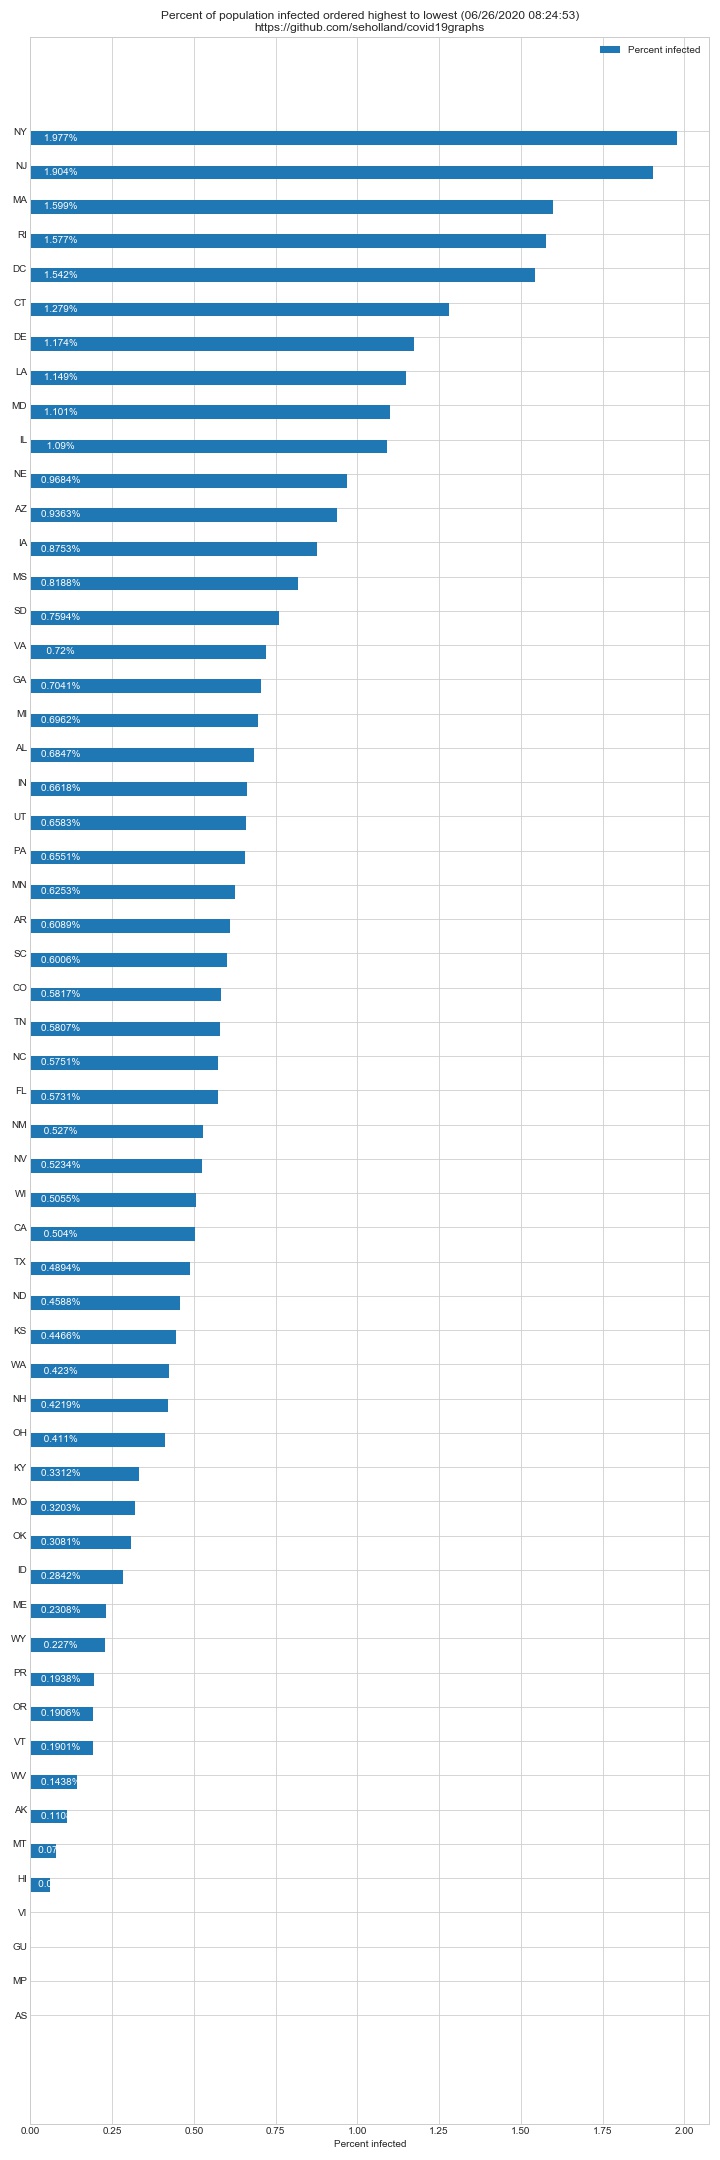 Percent of population infected ordered highest to lowest (06/26/2020 08:24:53)
https://github.com/seholland/covid19graphs
Percent infected
NY 1.977%
NJ 1.904%
MA 1.599%
RI 1.577%
DC 1.542%
CT 1.279%
DE 1.174%
LA 1.149%
MD 1.101%
IL 1.09%
NE 0.9684%
AZ 0.9363%
IA 0.8753%
MS 0.8188%
SD 0.7594%
VA 0.72%
GA 0.7041%
MI 0.6962%
AL 0.6847%
IN 0.6618%
UT 0.6583%
PA 0.6551%
MN 0.6253%
AR 0.6089%
SC 0.6006%
CO 0.5817%
TN 0.5807%
NC 0.5751%
FL 0.5731%
NM 0.527%
NV 0.5234%
WI 0.5055%
CA 0.504%
TX 0.4894%
ND 0.4588%
KS 0.4466%
WA 0.423%
NH 0.4219%
OH 0.411%
KY 0.3312%
MO 0.3203%
OK 0.3081%
ID 0.2842%
ME 0.2308%
WY 0.227%
PR 0.1938%
OR 0.1906%
VT 0.1901%
WV 0.1438%
AK
MT
HI
VI
GU
MP
AS
0.00 0.25 0.50 0.75 1.00 1.25 1.50 1.75 2.00
Percent infected